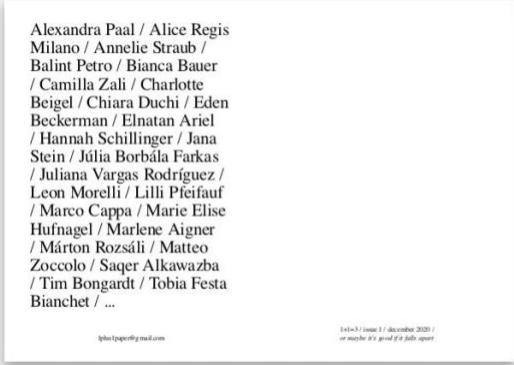 Alexandra Paal / Alice Regis
Milano / Annelie Straub /
Balint Petro / Bianca Bauer
/ Camilla Zali / Charlotte
Beigel / Chiara Duchi / Eden
Beckerman / Elnatan Ariel
/ Hannah Schillinger / Jana
Stein / Júlia Borbála Farkas
/ Juliana Vargas Rodríguez /
Leon Morelli / Lilli Pfeifauf
/ Marco Cappa / Marie Elise
Hufnagel / Marlene Aigner
/ Márton Rozsáli / Matteo
Zoccolo / Saqer Alkawazba
/ Tim Bongardt / Tobia Festa
Bianchet / ...
1plus1paper@gmail.com
1+1=3 / issue 1 / december 2020 /
or maybe it's good if it falls apart